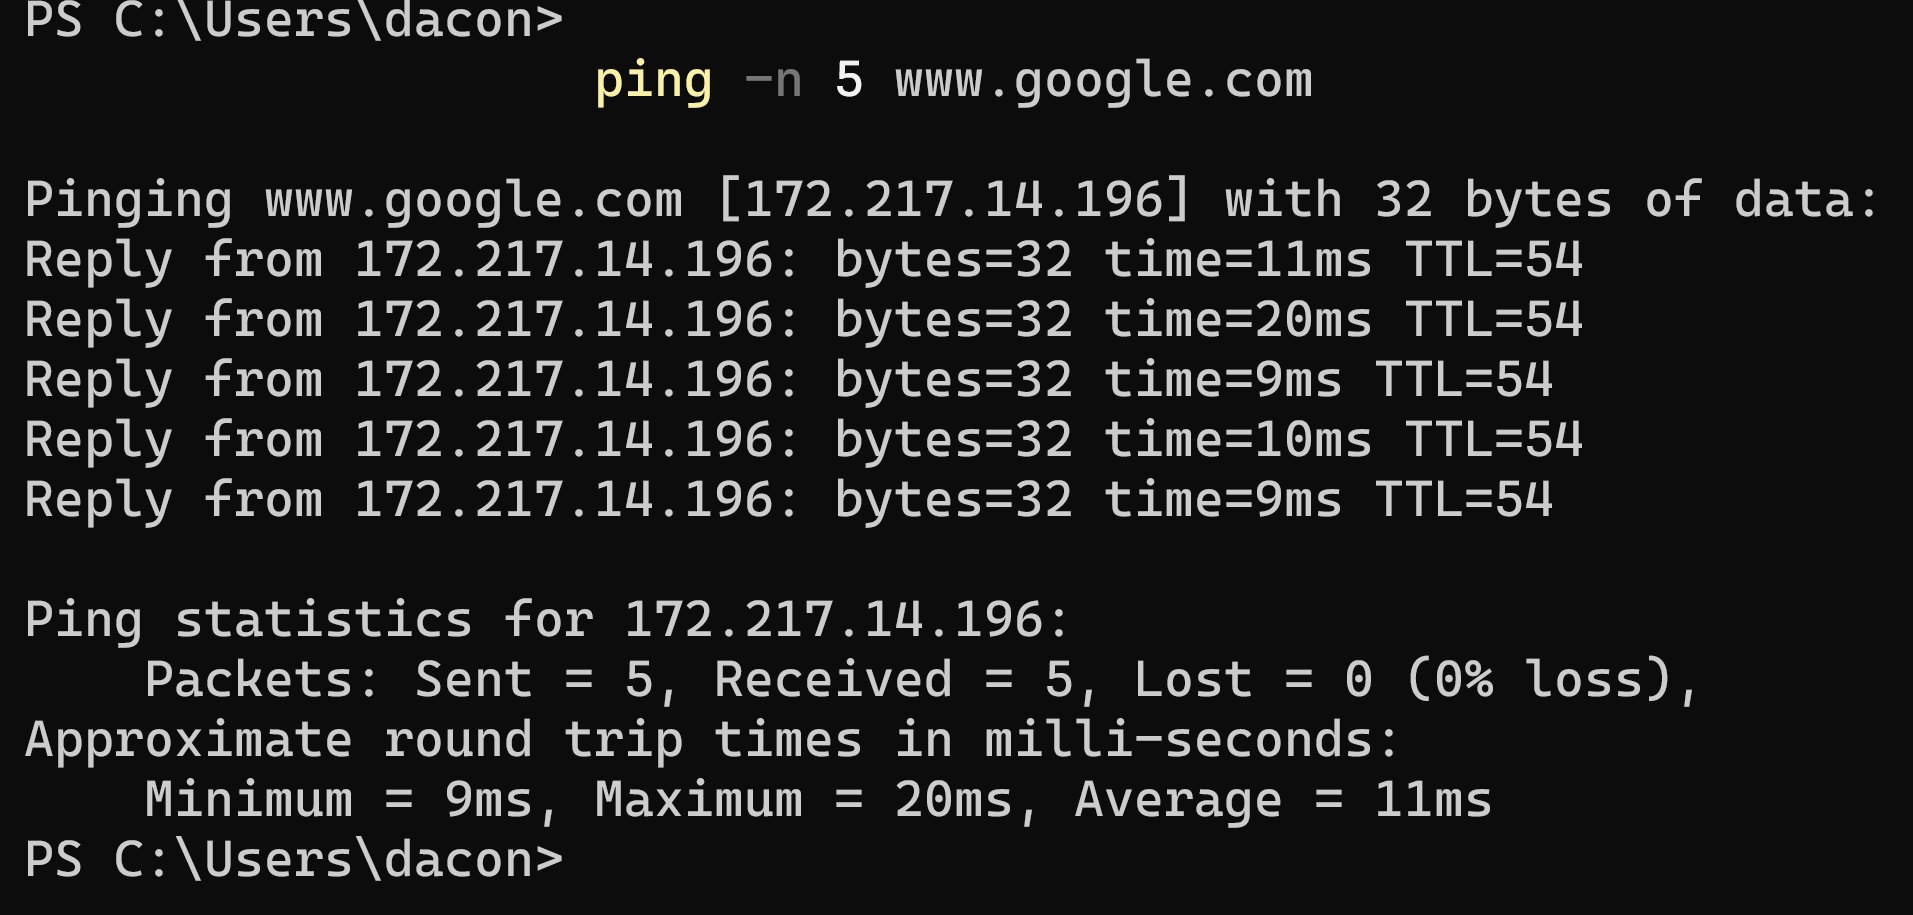 PS C:\Users\dacon>
ping -n 5 www.google.com
Pinging www.google.com [172.217.14.196] with 32 bytes of data:
Reply from 172.217.14.196: bytes=32 time=11ms TTL=54
Reply from 172.217.14.196: bytes=32 time=20ms TTL=54
Reply from 172.217.14.196: bytes=32 time=9ms TTL=54
Reply from 172.217.14.196: bytes=32 time=10ms TTL=54
Reply from 172.217.14.196: bytes=32 time=9ms TTL=54
Ping statistics for 172.217.14.196:
Packets: Sent = 5, Received = 5, Lost = 0 (0% loss),
Approximate round trip times in milli-seconds:
Minimum = 9ms, Maximum = 20ms, Average = 11ms
PS C:\Users\dacon>